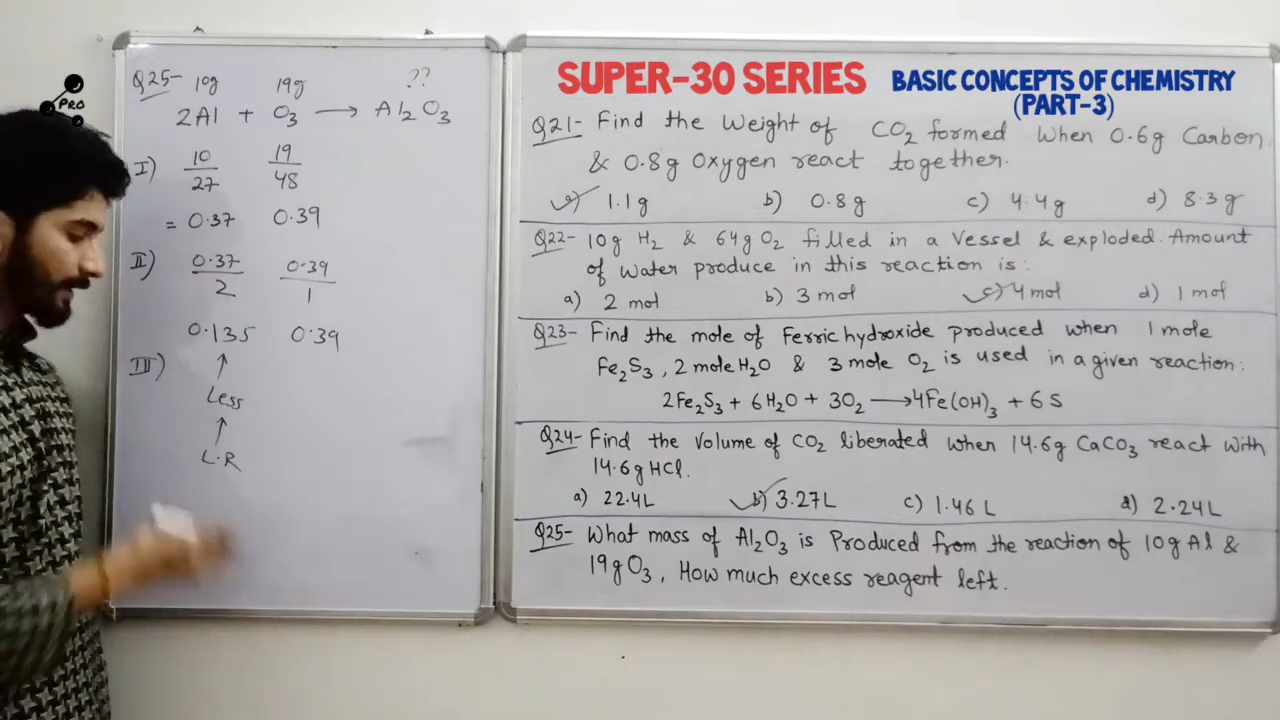 Q25- 10g 19g ??
2Al + O₃ ⟶ Al₂O₃
PRO
I) 10/27 19/48
= 0.37 0.39
II) 0.37/2 0.39/1
0.135 0.39
III) ↑
Less
↑
L.R
SUPER-30 SERIES BASIC CONCEPTS OF CHEMISTRY
(PART-3)
Q21- Find the Weight of CO₂ formed when 0.6g Carbon
& 0.8g Oxygen react together.
a) 1.1g b) 0.8g c) 4.4g d) 8.3g
Q22- 10g H₂ & 64g O₂ filled in a Vessel & exploded. Amount
of water produce in this reaction is:
a) 2 mol b) 3 mol c) 4 mol d) 1 mol
Q23- Find the mole of Ferric hydroxide produced when 1 mole
Fe₂S₃, 2 mole H₂O & 3 mole O₂ is used in a given reaction:
2Fe₂S₃ + 6H₂O + 3O₂ ⟶ 4Fe(OH)₃ + 6S
Q24- Find the Volume of CO₂ liberated when 14.6g CaCO₃ react with
14.6g HCl.
a) 22.4L b) 3.27L c) 1.46 L d) 2.24L
Q25- What mass of Al₂O₃ is Produced from the reaction of 10g Al &
19g O₃, How much excess reagent left.